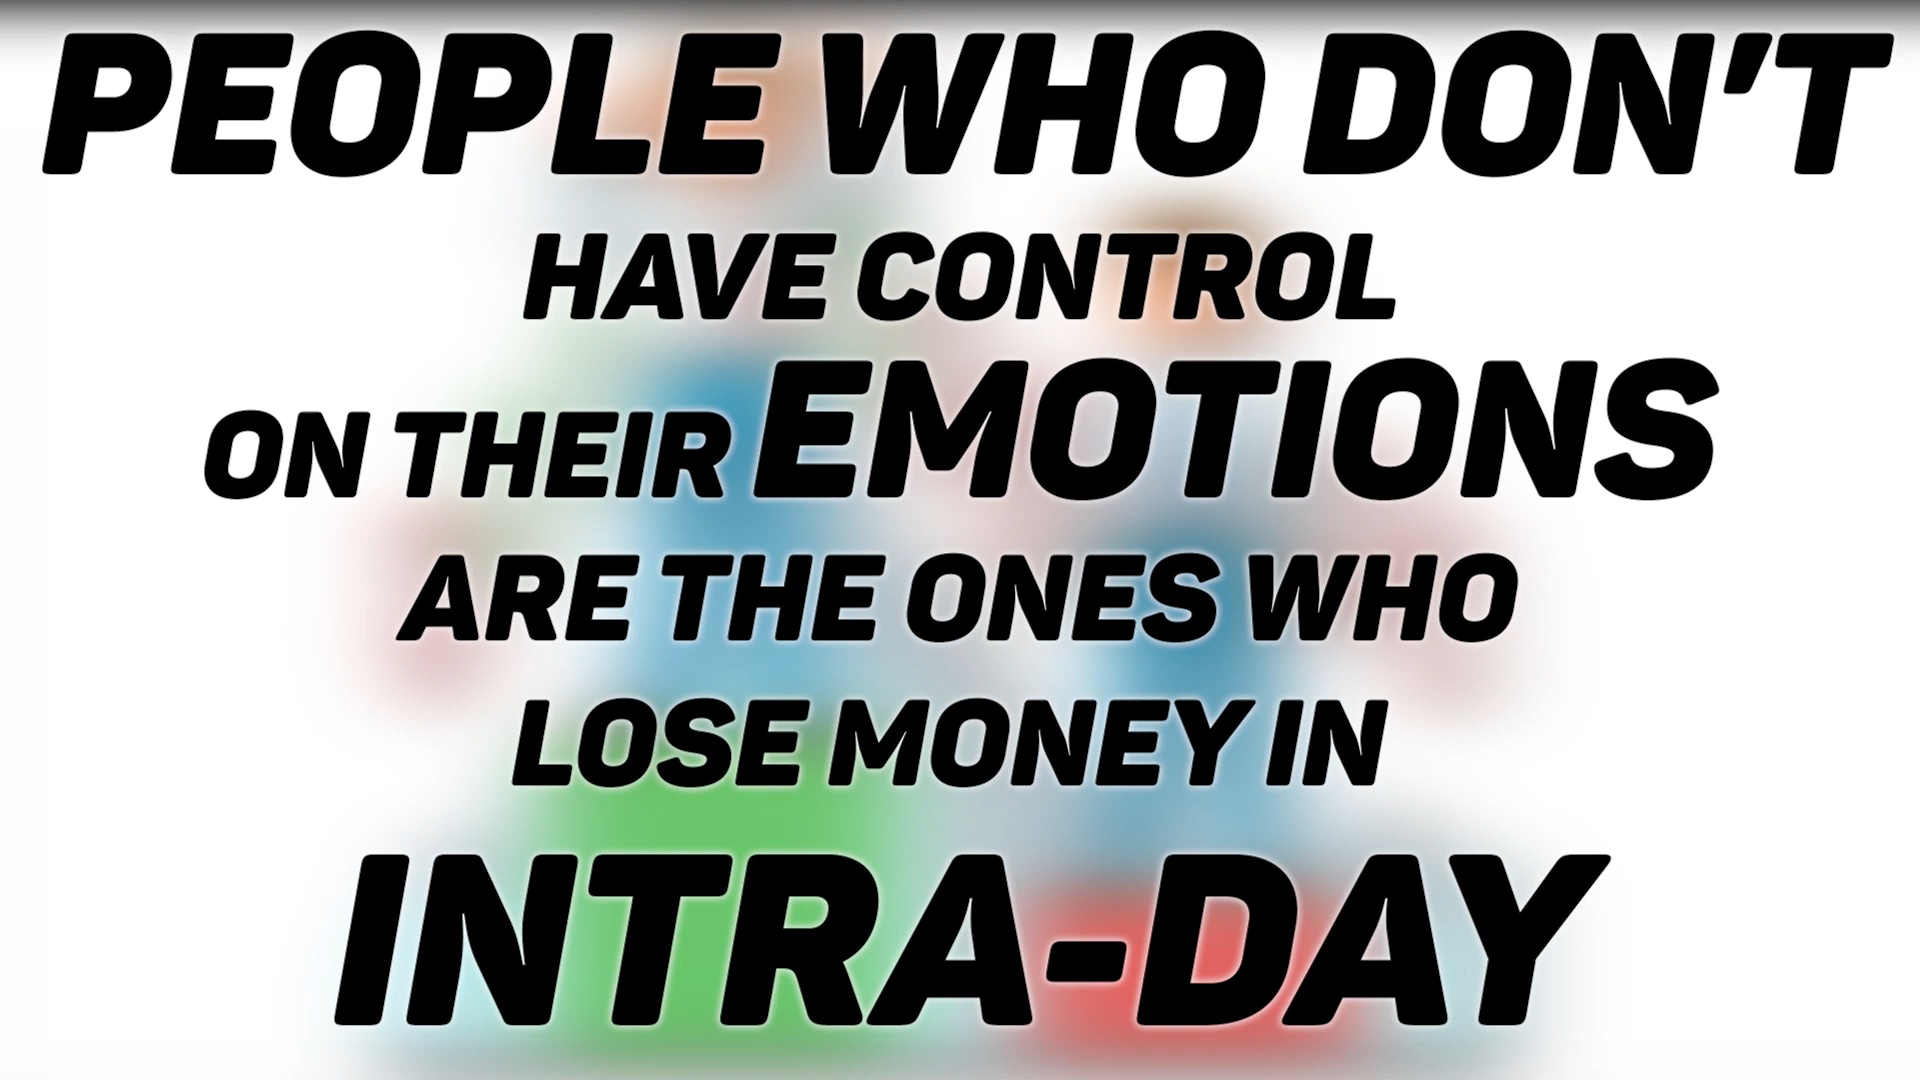 PEOPLE WHO DON'T
HAVE CONTROL
ON THEIR EMOTIONS
ARE THE ONES WHO
LOSE MONEY IN
INTRA-DAY